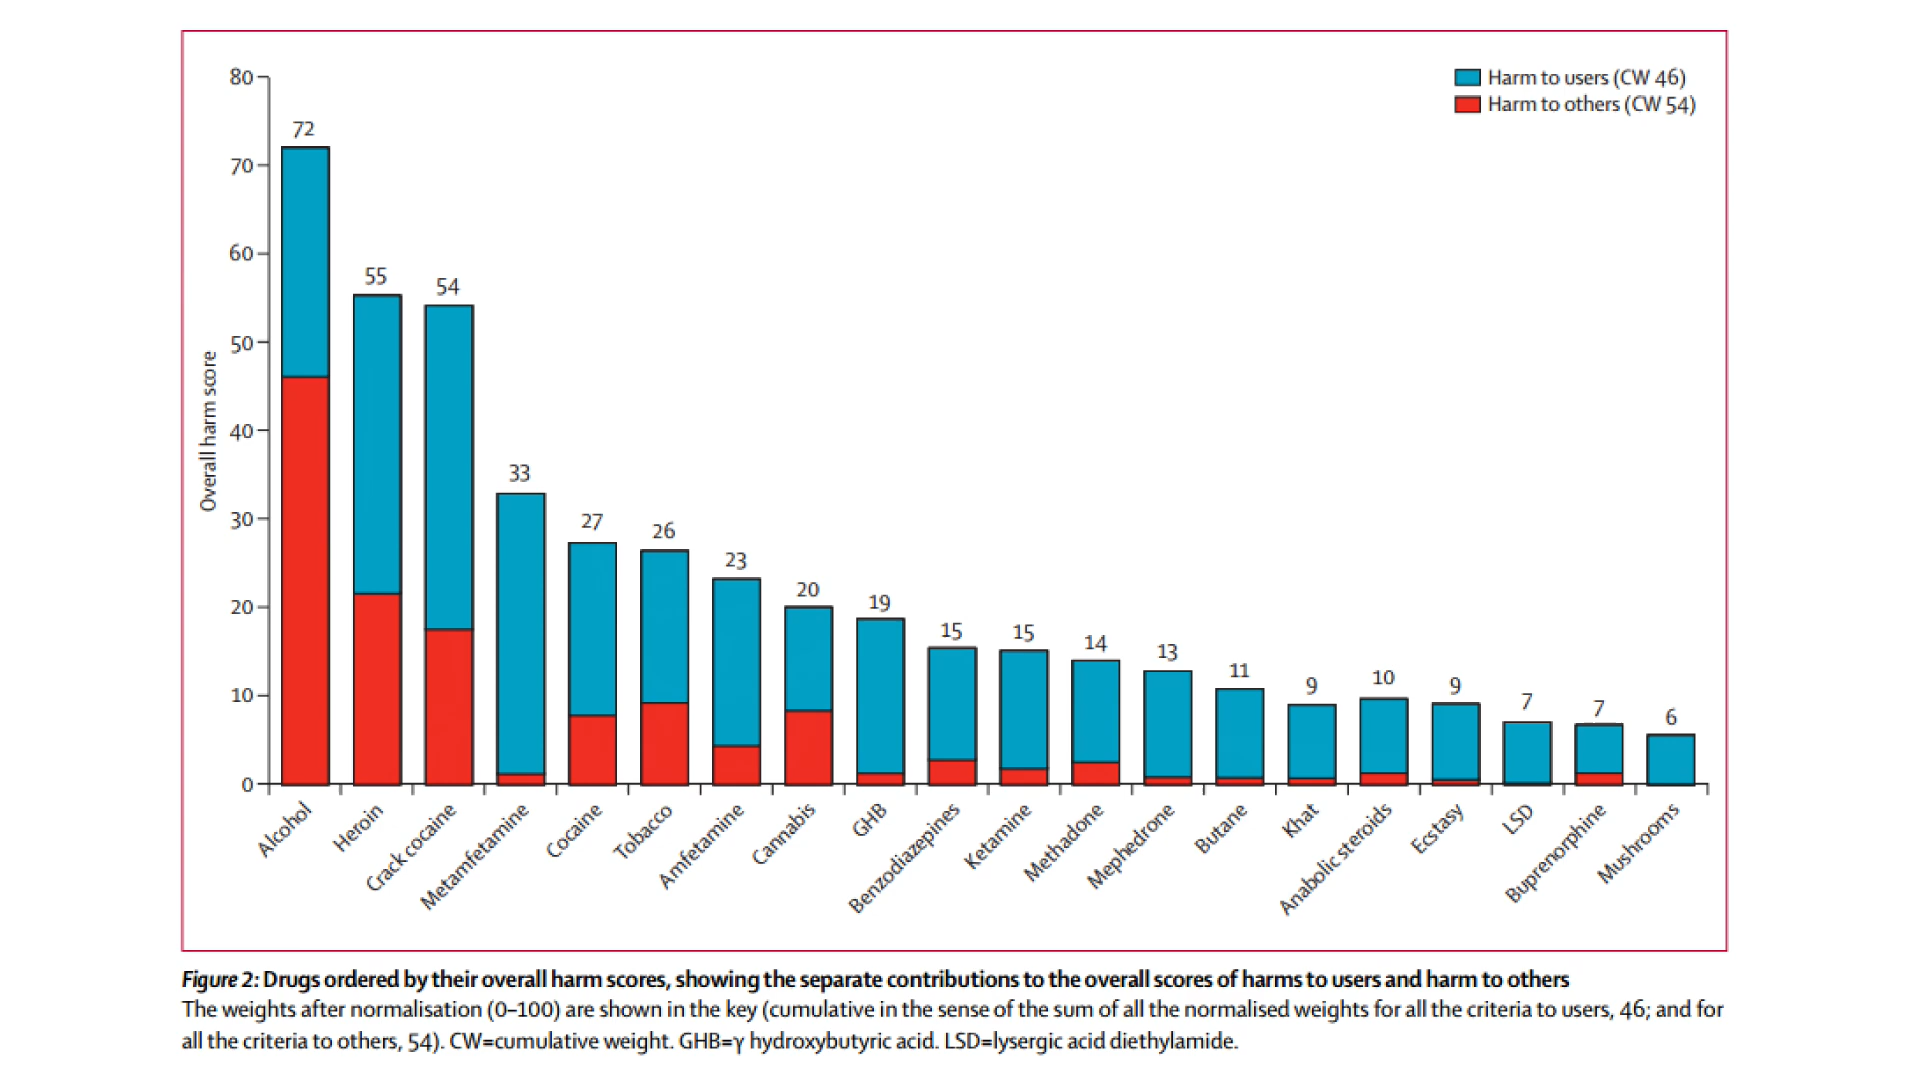 80
70
60
50
40
30
20
10
0
Overall harm score
Harm to users (CW 46)
Harm to others (CW 54)
72
55
54
33
27
26
23
20
19
15
15
14
13
11
9
10
9
7
7
6
Alcohol
Heroin
Crack cocaine
Metamfetamine
Cocaine
Tobacco
Amfetamine
Cannabis
GHB
Benzodiazepines
Ketamine
Methadone
Mephedrone
Butane
Khat
Anabolic steroids
Ecstasy
LSD
Buprenorphine
Mushrooms
Figure 2: Drugs ordered by their overall harm scores, showing the separate contributions to the overall scores of harms to users and harm to others
The weights after normalisation (0–100) are shown in the key (cumulative in the sense of the sum of all the normalised weights for all the criteria to users, 46; and for
all the criteria to others, 54). CW=cumulative weight. GHB=γ hydroxybutyric acid. LSD=lysergic acid diethylamide.